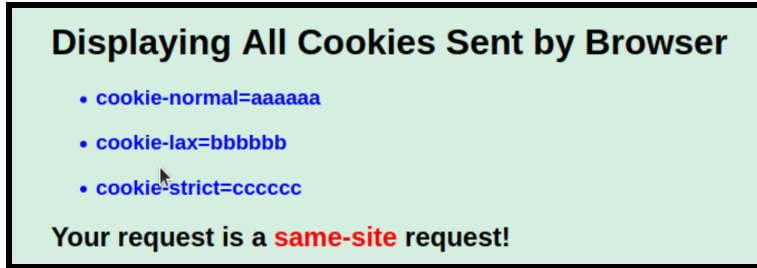 Displaying All Cookies Sent by Browser
• cookie-normal=aaaaaa
• cookie-lax=bbbbbb
• cookie-strict=cccccc
Your request is a same-site request!